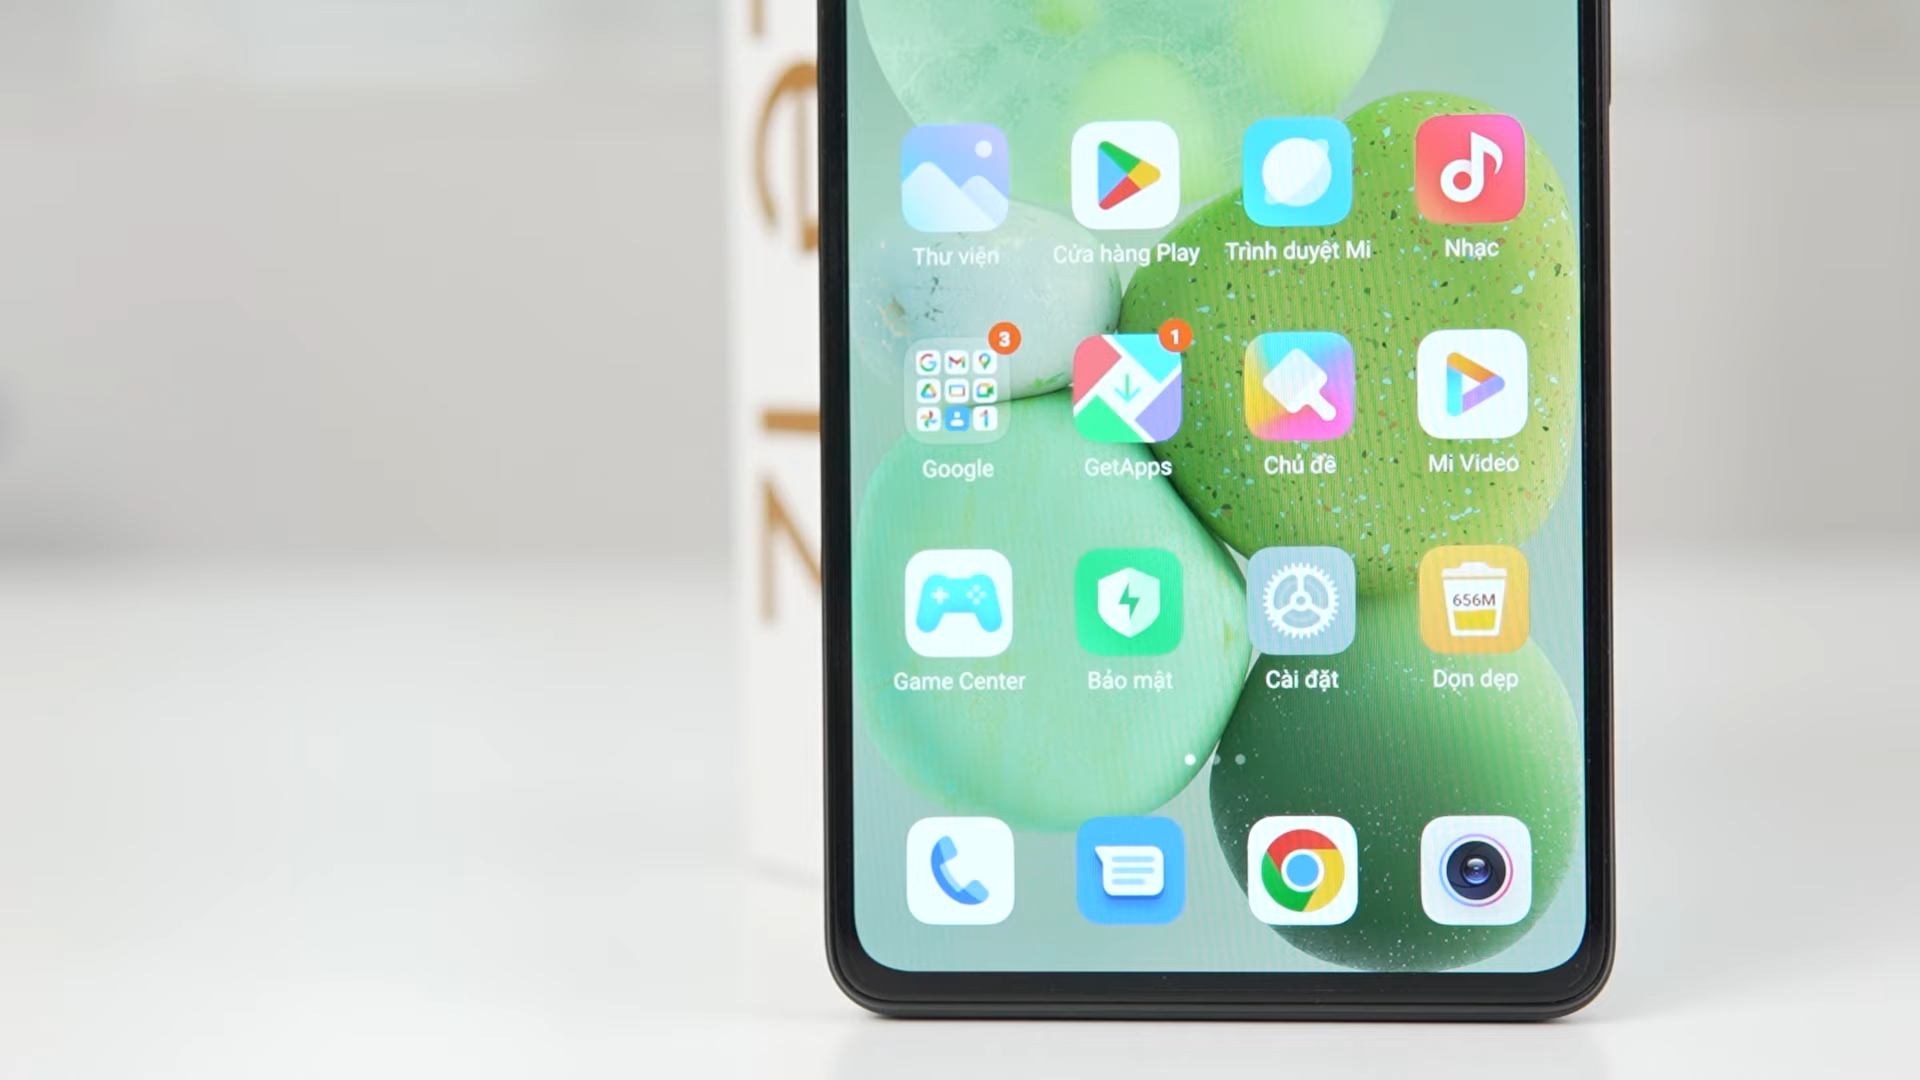 Thư viện
Cửa hàng Play
Trình duyệt Mi
Nhạc
3
1
Google
GetApps
Chủ đề
Mi Video
656M
Game Center
Bảo mật
Cài đặt
Dọn dẹp